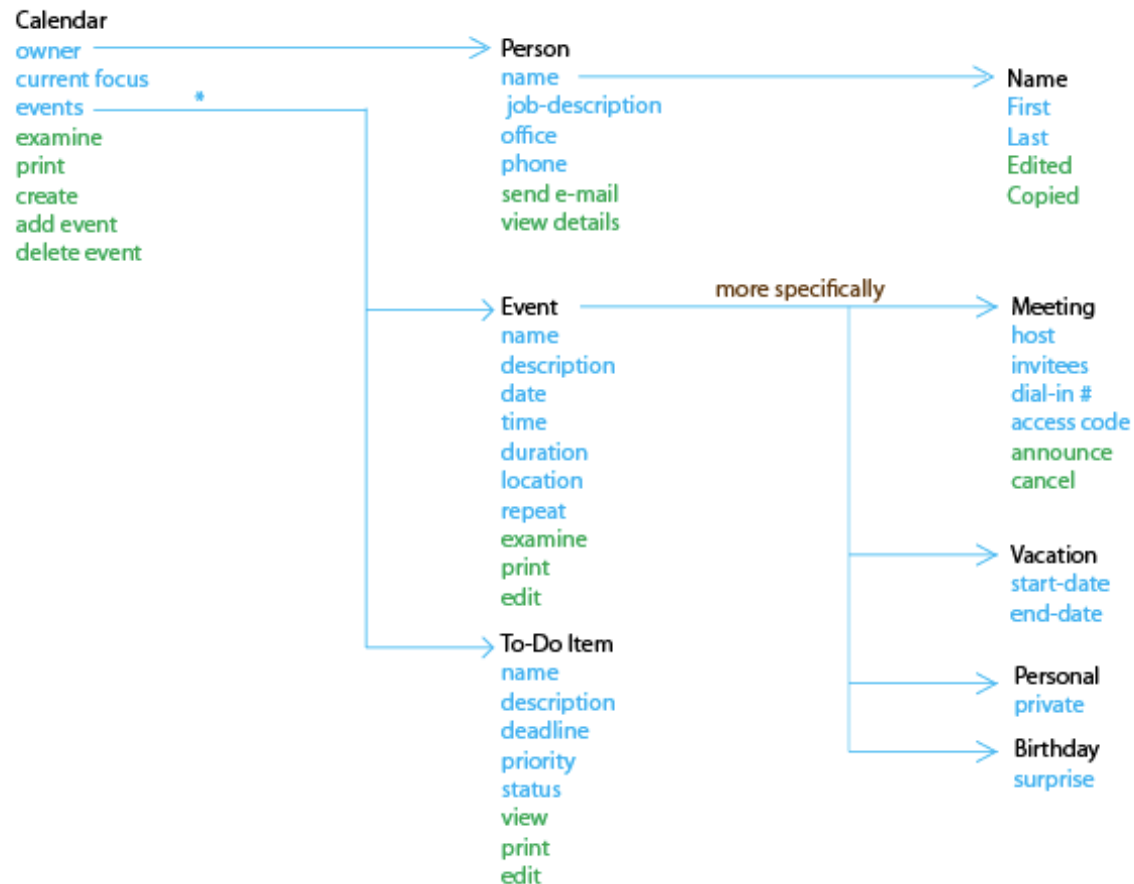 Calendar
owner
current focus
events
*
examine
print
create
add event
delete event
Person
name
job-description
office
phone
send e-mail
view details
Name
First
Last
Edited
Copied
Event
name
description
date
time
duration
location
repeat
examine
print
edit
more specifically
Meeting
host
invitees
dial-in #
access code
announce
cancel
Vacation
start-date
end-date
Personal
private
Birthday
surprise
To-Do Item
name
description
deadline
priority
status
view
print
edit